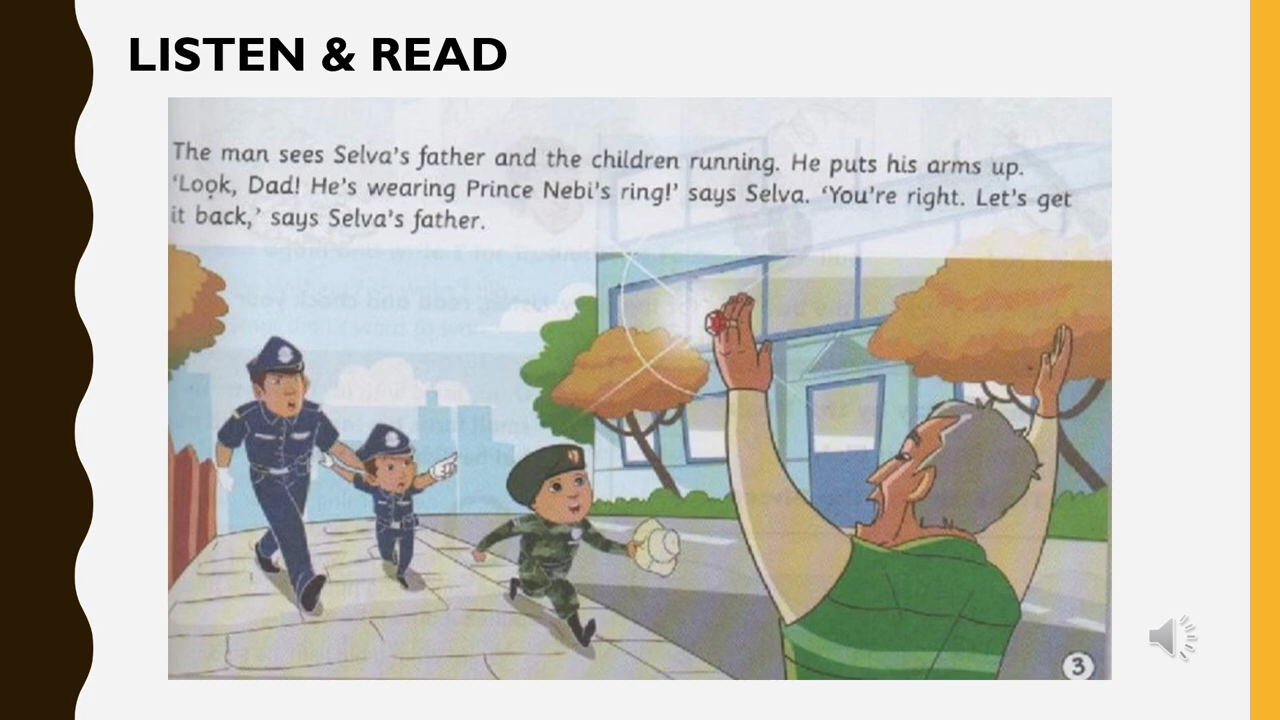 LISTEN & READ
The man sees Selva's father and the children running. He puts his arms up.
'Look, Dad! He's wearing Prince Nebi's ring!' says Selva. 'You're right. Let's get
it back,' says Selva's father.
3